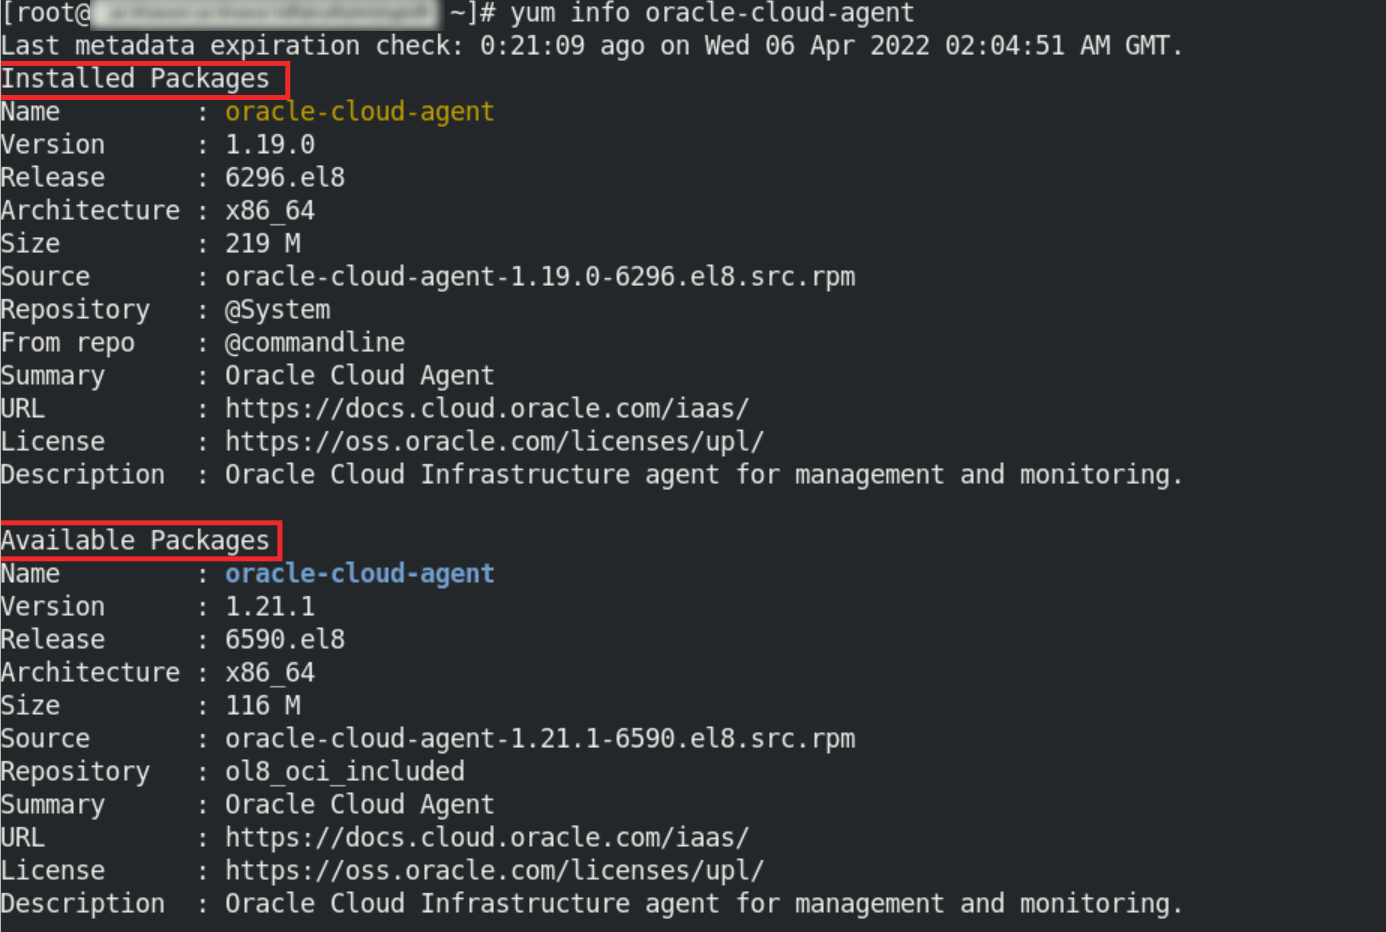 [root@ ~]# yum info oracle-cloud-agent
Last metadata expiration check: 0:21:09 ago on Wed 06 Apr 2022 02:04:51 AM GMT.
Installed Packages
Name         : oracle-cloud-agent
Version      : 1.19.0
Release      : 6296.el8
Architecture : x86_64
Size         : 219 M
Source       : oracle-cloud-agent-1.19.0-6296.el8.src.rpm
Repository   : @System
From repo    : @commandline
Summary      : Oracle Cloud Agent
URL          : https://docs.cloud.oracle.com/iaas/
License      : https://oss.oracle.com/licenses/upl/
Description  : Oracle Cloud Infrastructure agent for management and monitoring.

Available Packages
Name         : oracle-cloud-agent
Version      : 1.21.1
Release      : 6590.el8
Architecture : x86_64
Size         : 116 M
Source       : oracle-cloud-agent-1.21.1-6590.el8.src.rpm
Repository   : ol8_oci_included
Summary      : Oracle Cloud Agent
URL          : https://docs.cloud.oracle.com/iaas/
License      : https://oss.oracle.com/licenses/upl/
Description  : Oracle Cloud Infrastructure agent for management and monitoring.